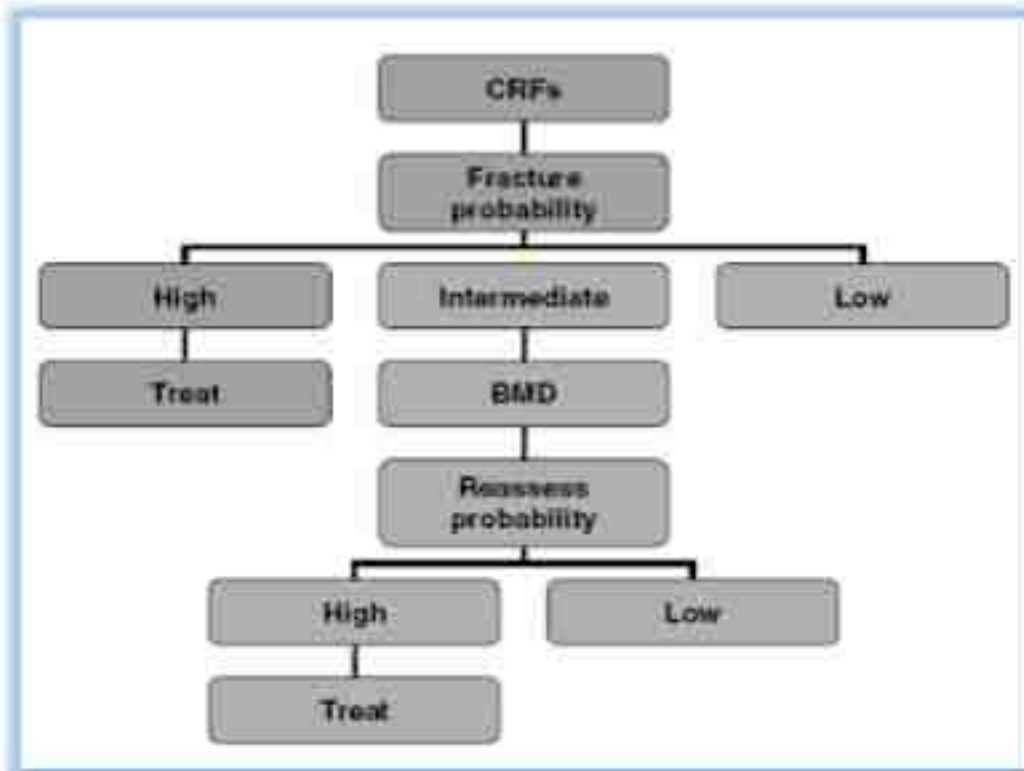 CRFs
Fracture
probability
High
Intermediate
Low
Treat
BMD
Reassess
probability
High
Low
Treat